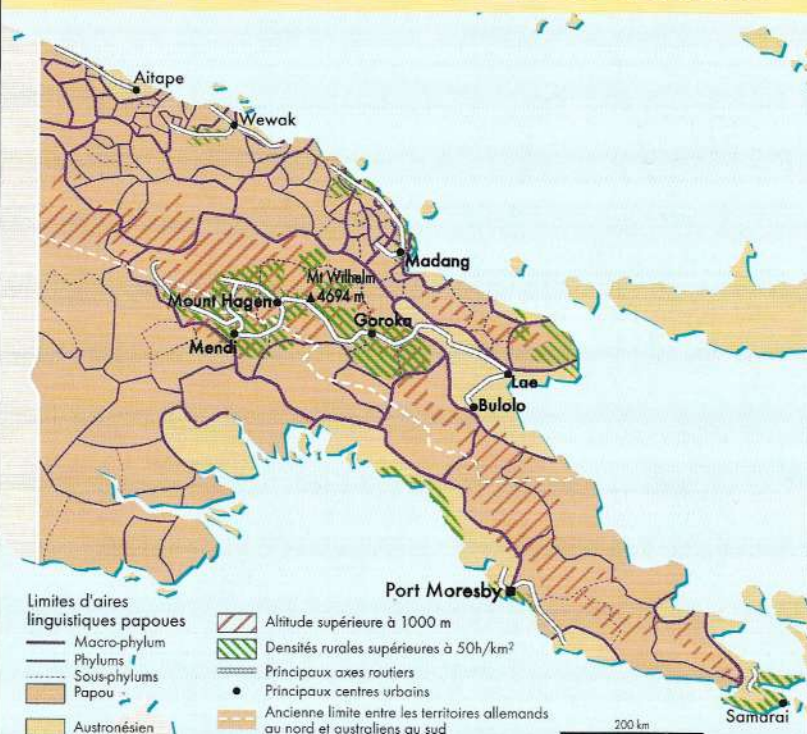 Aitape
Wewak
Madang
Mt Wilhelm
4694 m
Mount Hagen
Goroka
Mendi
Lae
Bulolo
Port Moresby
Samarai
Limites d'aires
linguistiques papoues
Macro-phylum
Phylums
Sous-phylums
Papou
Austronésien
Altitude supérieure à 1000 m
Densités rurales supérieures à 50h/km²
Principaux axes routiers
Principaux centres urbains
Ancienne limite entre les territoires allemands
au nord et australiens au sud
200 km